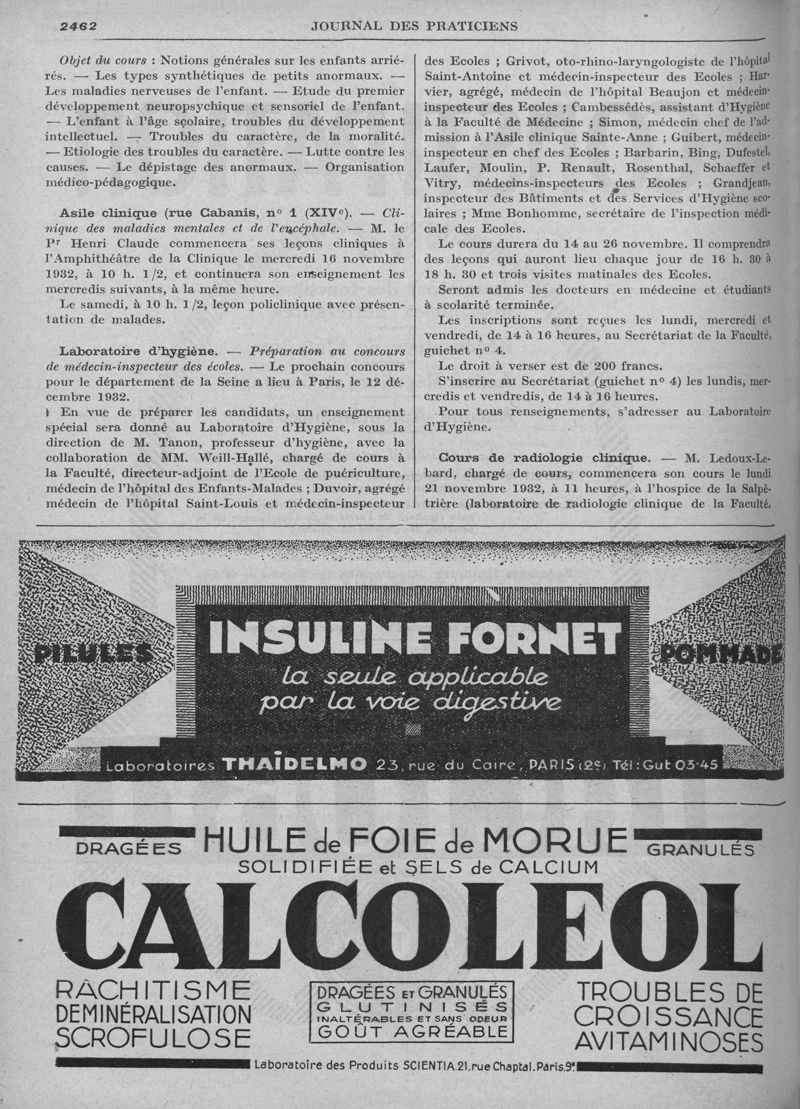 2462
JOURNAL DES PRATICIENS
Objet du cours : Notions générales sur les enfants arrié-
rés. — Les types synthétiques de petits anormaux. —
Les maladies nerveuses de l'enfant. — Etude du premier
développement neuropsychique et sensoriel de l'enfant.
— L'enfant à l'âge scolaire, troubles du développement
intellectuel. — Troubles du caractère, de la moralité.
— Etiologie des troubles du caractère. — Lutte contre les
causes. — Le dépistage des anormaux. — Organisation
médico-pédagogique.
Asile clinique (rue Cabanis, nº 1 (XIVe). — Cli-
nique des maladies mentales et de l'encéphale. — M. le
Pr Henri Claude commencera ses leçons cliniques à
l'Amphithéâtre de la Clinique le mercredi 16 novembre
1932, à 10 h. 1/2, et continuera son enseignement les
mercredis suivants, à la même heure.
Le samedi, à 10 h. 1/2, leçon policlinique avec présen-
tation de malades.
Laboratoire d'hygiène. — Préparation au concours
de médecin-inspecteur des écoles. — Le prochain concours
pour le département de la Seine a lieu à Paris, le 12 dé-
cembre 1932.
En vue de préparer les candidats, un enseignement
spécial sera donné au Laboratoire d'Hygiène, sous la
direction de M. Tanon, professeur d'hygiène, avec la
collaboration de MM. Weill-Hallé, chargé de cours à
la Faculté, directeur-adjoint de l'Ecole de puériculture,
médecin de l'hôpital des Enfants-Malades ; Duvoir, agrégé
médecin de l'hôpital Saint-Louis et médecin-inspecteur
des Ecoles ; Grivot, oto-rhino-laryngologiste de l'hôpital
Saint-Antoine et médecin-inspecteur des Ecoles ; Har-
vier, agrégé, médecin de l'hôpital Beaujon et médecin-
inspecteur des Ecoles ; Cambessédès, assistant d'Hygiène
à la Faculté de Médecine ; Simon, médecin chef de l'ad-
mission à l'Asile clinique Sainte-Anne ; Guibert, médecin-
inspecteur en chef des Ecoles ; Barbarin, Bing, Dufestel,
Laufer, Moulin, P. Renault, Rosenthal, Schaeffer et
Vitry, médecins-inspecteurs des Ecoles ; Grandjean,
inspecteur des Bâtiments et des Services d'Hygiène sco-
laires ; Mme Bonhomme, secrétaire de l'inspection médi-
cale des Ecoles.
Le cours durera du 14 au 26 novembre. Il comprendra
des leçons qui auront lieu chaque jour de 16 h. 30 à
18 h. 30 et trois visites matinales des Ecoles.
Seront admis les docteurs en médecine et étudiants
à scolarité terminée.
Les inscriptions sont reçues les lundi, mercredi et
vendredi, de 14 à 16 heures, au Secrétariat de la Faculté,
guichet nº 4.
Le droit à verser est de 200 francs.
S'inscrire au Secrétariat (guichet nº 4) les lundis, mer-
credis et vendredis, de 14 à 16 heures.
Pour tous renseignements, s'adresser au Laboratoire
d'Hygiène.
Cours de radiologie clinique. — M. Ledoux-Le-
bard, chargé de cours, commencera son cours le lundi
21 novembre 1932, à 11 heures, à l'hospice de la Salpê-
trière (laboratoire de radiologie clinique de la Faculté.
PILULES
INSULINE FORNET
POMMADE
la seule applicable
par la voie digestive
Laboratoires THAÏDELMO 23, rue du Caire, PARIS (2e) Tél : Gut 03-45
DRAGÉES
HUILE de FOIE de MORUE
GRANULÉS
SOLIDIFIÉE et SELS de CALCIUM
CALCOLEOL
RACHITISME
DEMINÉRALISATION
SCROFULOSE
DRAGÉES ET GRANULÉS
GLUTINISÉS
INALTÉRABLES ET SANS ODEUR
GOÛT AGRÉABLE
TROUBLES DE
CROISSANCE
AVITAMINOSES
Laboratoire des Produits SCIENTIA. 21, rue Chaptal. Paris. 9e